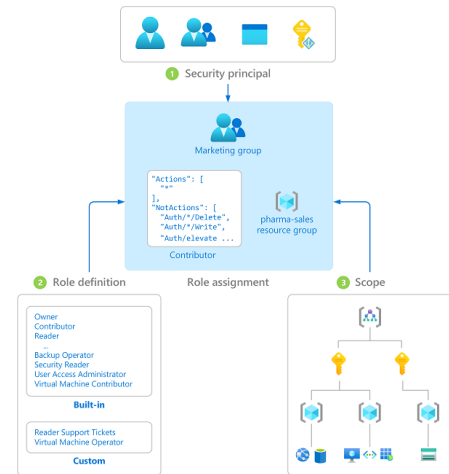 1 Security principal
Marketing group
"Actions": [
"*"
],
"NotActions": [
"Auth/*/Delete",
"Auth/*/Write",
"Auth/elevate ...
Contributor
pharma-sales
resource group
Role assignment
2 Role definition
Owner
Contributor
Reader
...
Backup Operator
Security Reader
User Access Administrator
Virtual Machine Contributor
Built-in
Reader Support Tickets
Virtual Machine Operator
Custom
3 Scope